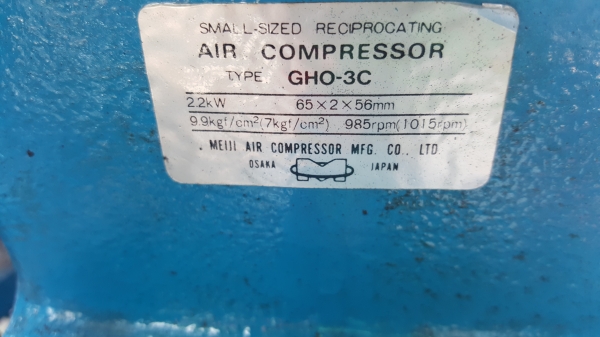 SMALL-SIZED RECIPROCATING
AIR COMPRESSOR
TYPE GHO-3C
2.2kW 65×2×56mm
9.9kgf/cm²(7kgf/cm²) 985rpm(1015rpm)
MEIJI AIR COMPRESSOR MFG. CO., LTD.
OSAKA JAPAN